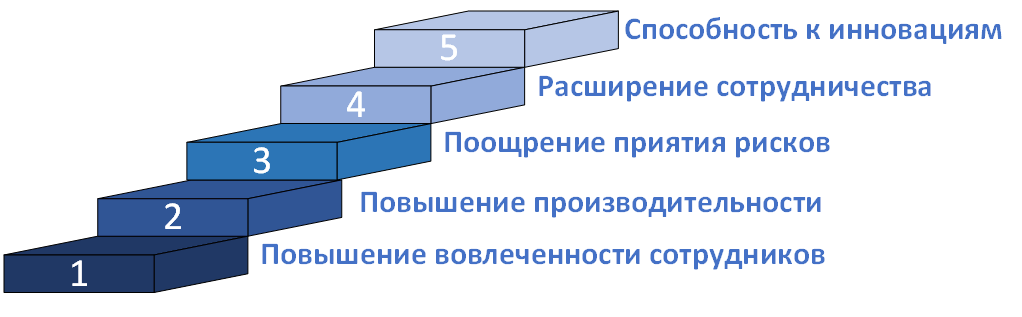 5 Способность к инновациям
4 Расширение сотрудничества
3 Поощрение приятия рисков
2 Повышение производительности
1 Повышение вовлеченности сотрудников